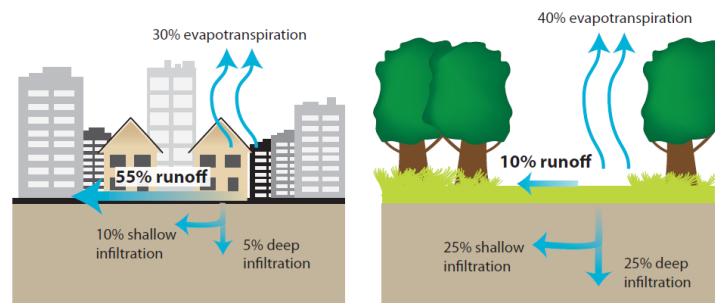 30% evapotranspiration
55% runoff
10% shallow
infiltration
5% deep
infiltration
40% evapotranspiration
10% runoff
25% shallow
infiltration
25% deep
infiltration